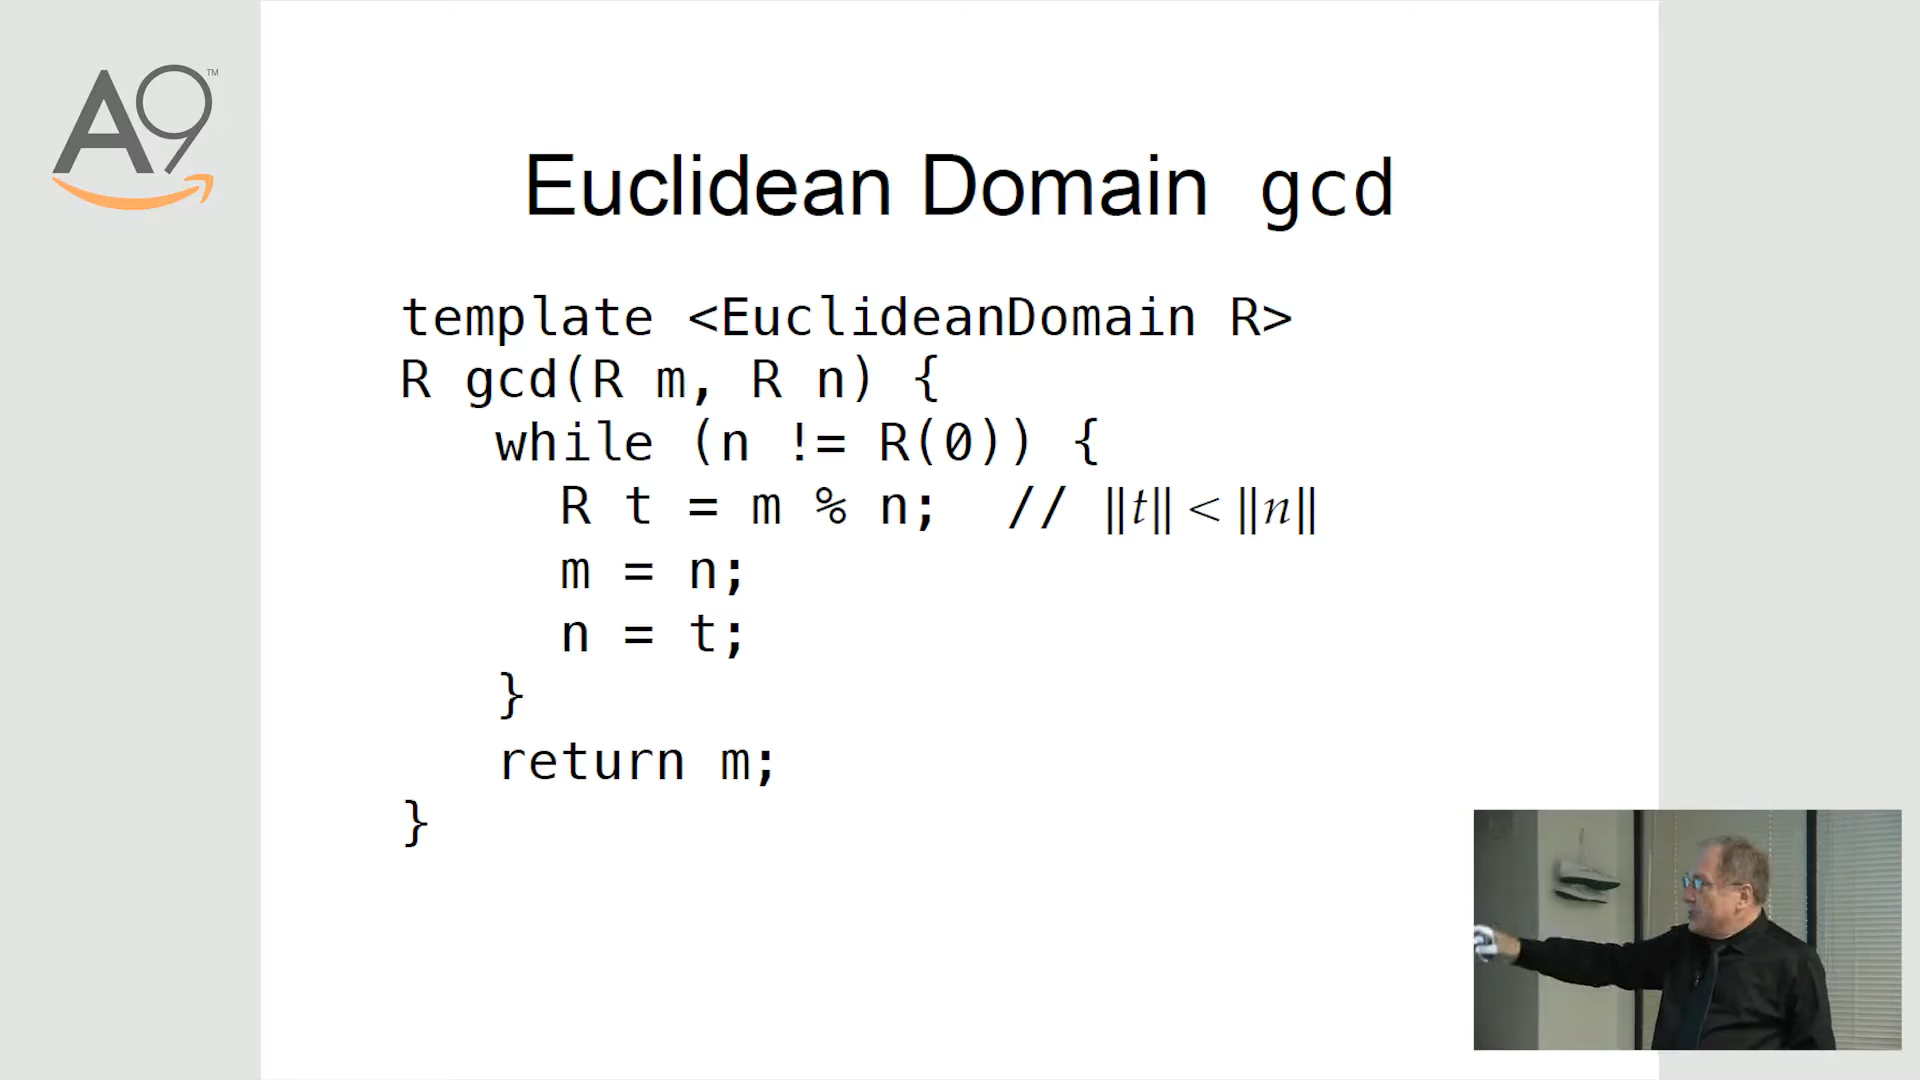 A9™
Euclidean Domain gcd
template <EuclideanDomain R>
R gcd(R m, R n) {
    while (n != R(0)) {
      R t = m % n;  // ‖t‖ < ‖n‖
      m = n;
      n = t;
    }
    return m;
}